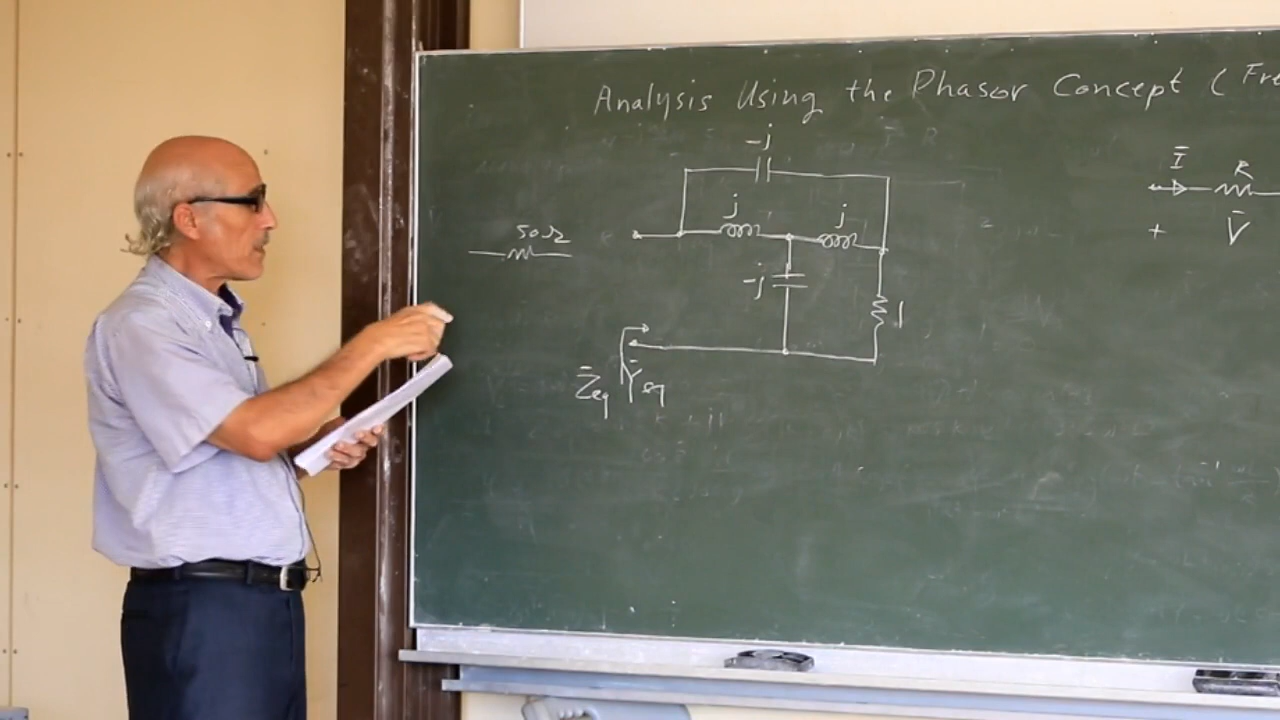 Analysis Using the Phasor Concept (Fre
-j
Ī R
j j
50Ω
+ V̄
-j
1
Z̄eq Ȳeq